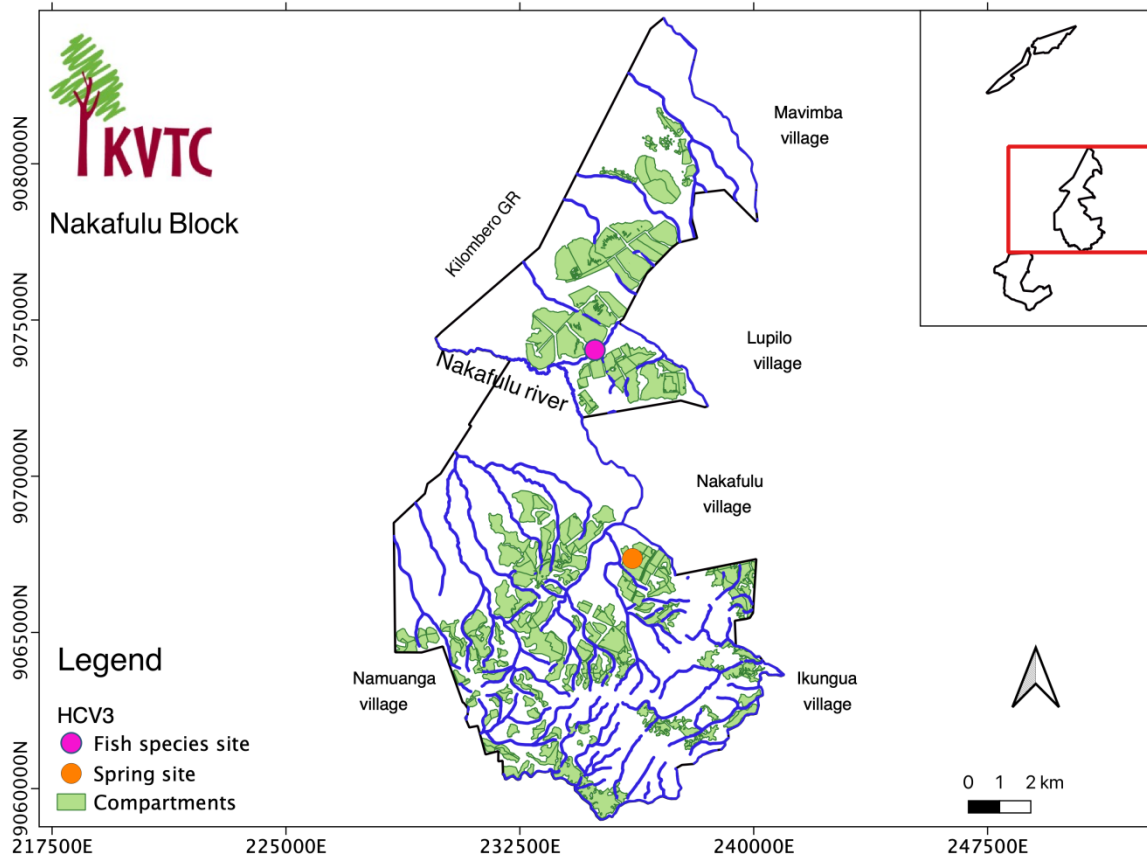 KVTC
Nakafulu Block
Mavimba
village
Kilombero GR
Lupilo
village
Nakafulu river
Nakafulu
village
Namuanga
village
Ikungua
village
Legend
HCV3
Fish species site
Spring site
Compartments
0 1 2 km
9080000N
9075000N
9070000N
9065000N
9060000N
217500E 225000E 232500E 240000E 247500E